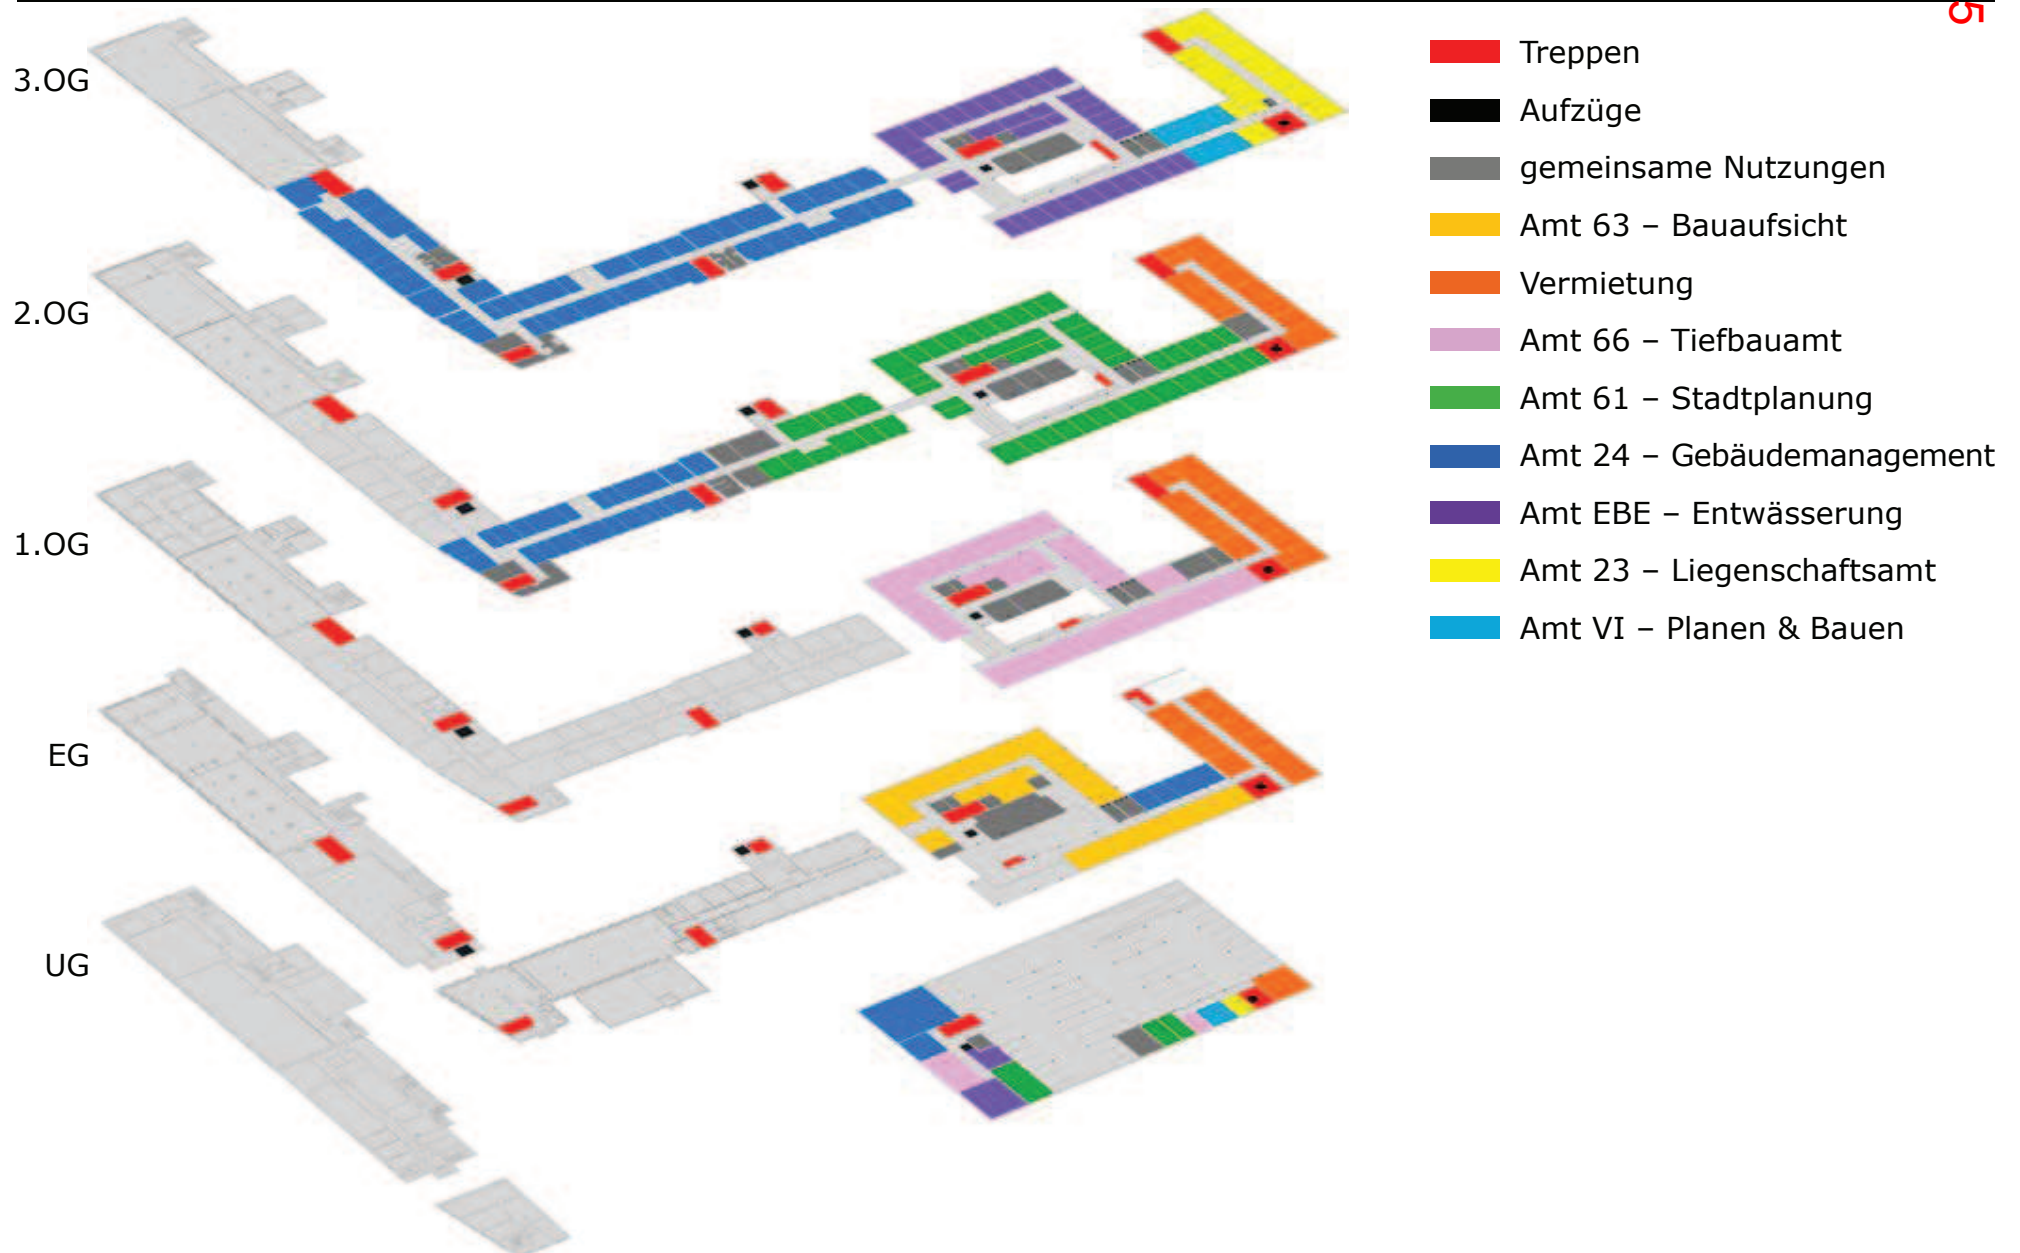 5
3.OG
2.OG
1.OG
EG
UG
Treppen
Aufzüge
gemeinsame Nutzungen
Amt 63 – Bauaufsicht
Vermietung
Amt 66 – Tiefbauamt
Amt 61 – Stadtplanung
Amt 24 – Gebäudemanagement
Amt EBE – Entwässerung
Amt 23 – Liegenschaftsamt
Amt VI – Planen & Bauen